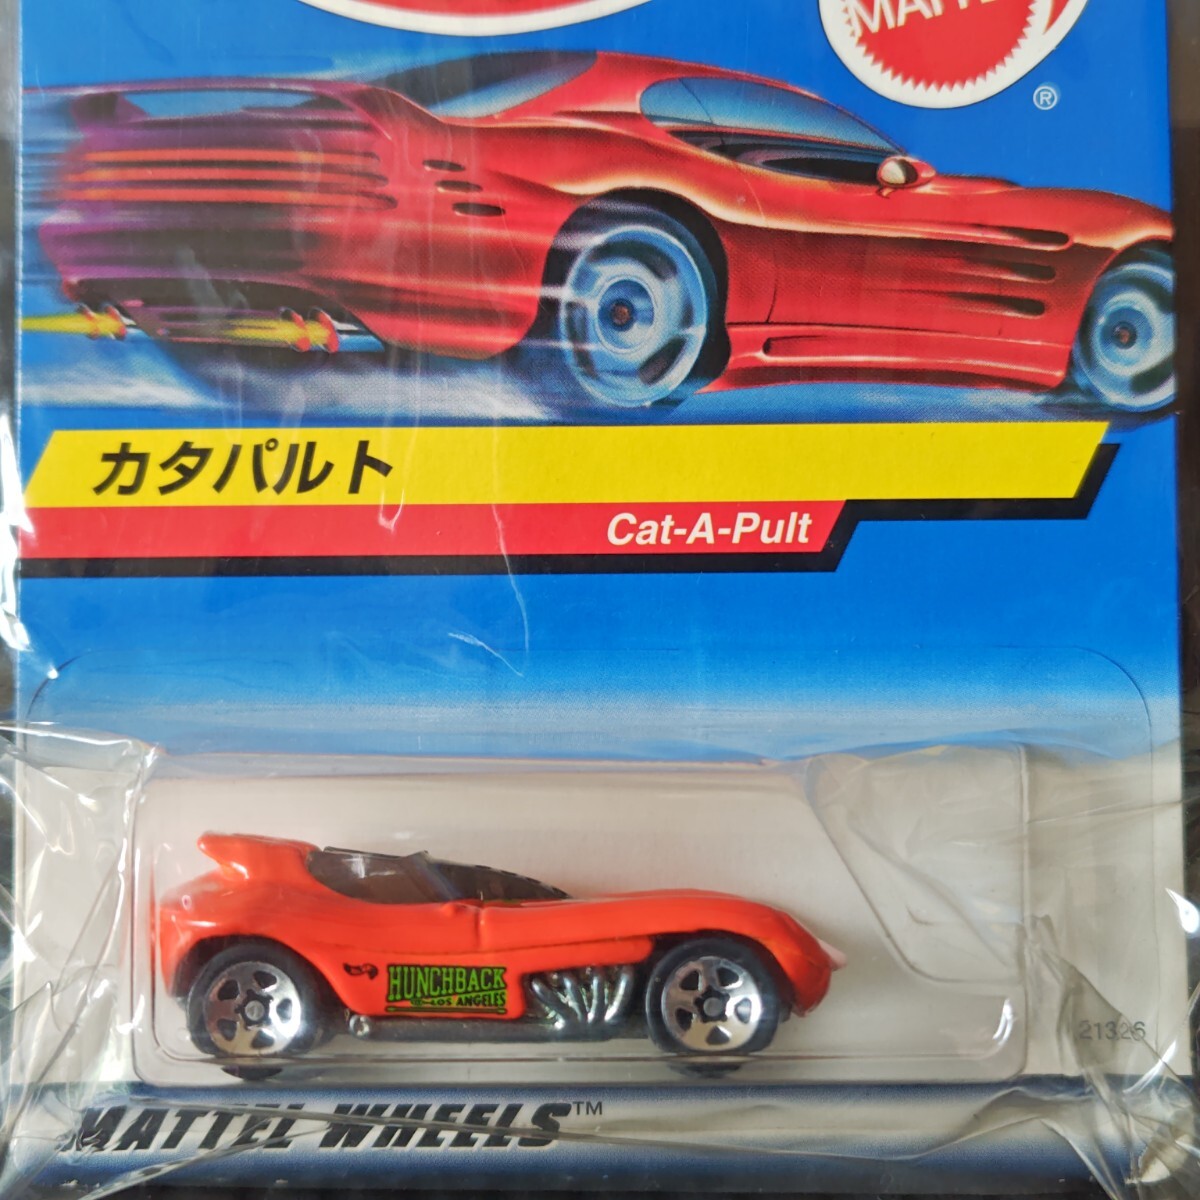 MATTEL
®
カタパルト
Cat-A-Pult
HUNCHBACK
LOS ANGELES
21326
MATTEL WHEELS™